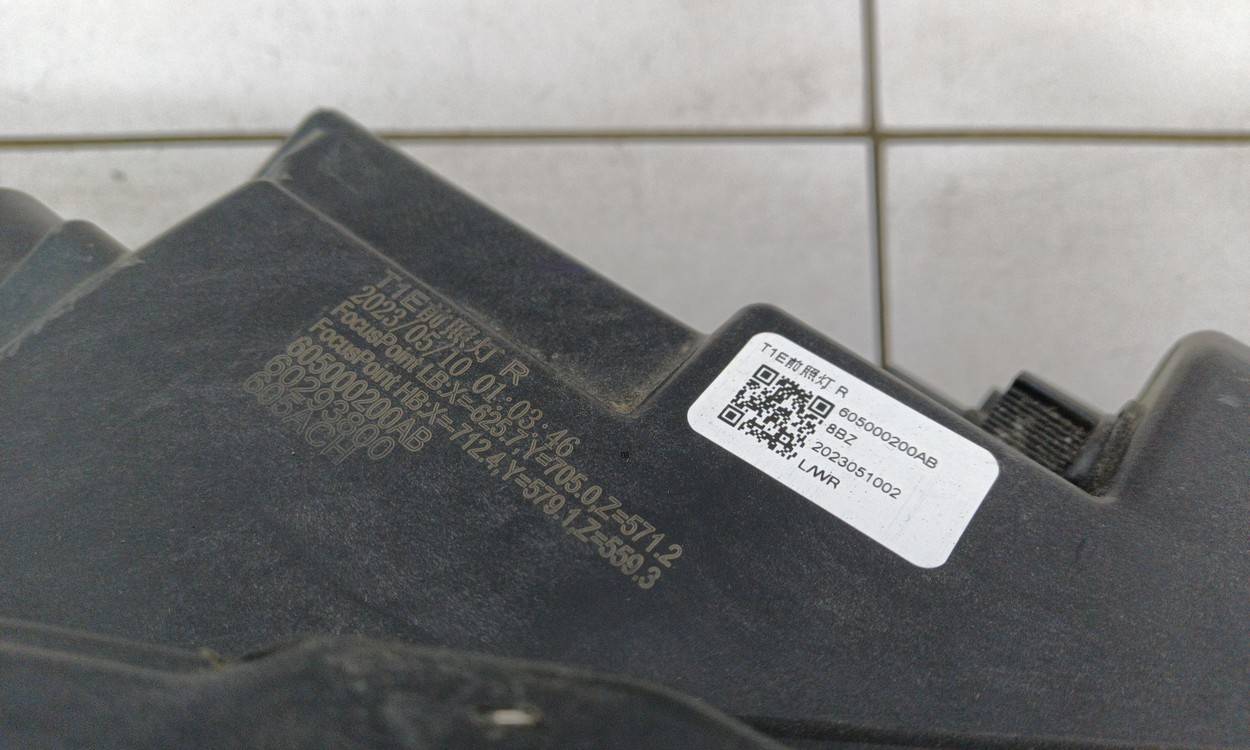 T1E前照灯 R
2023/05/10 01:03:46
FocusPoint LB:X=625.7,Y=705.0,Z=571.2
FocusPoint HB:X=712.4,Y=579.1,Z=559.3
605000200AB
T1E前照灯 R
605000200AB
8BZ
2023051002
L/WR